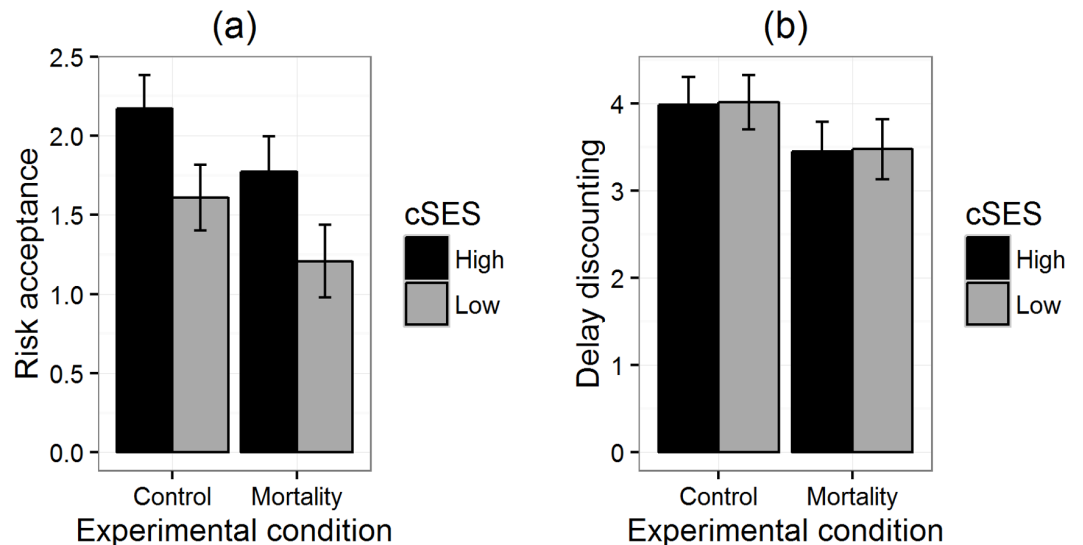 (a)
Risk acceptance
2.5
2.0
1.5
1.0
0.5
0.0
Control Mortality
Experimental condition
cSES
High
Low
(b)
Delay discounting
4
3
2
1
0
Control Mortality
Experimental condition
cSES
High
Low